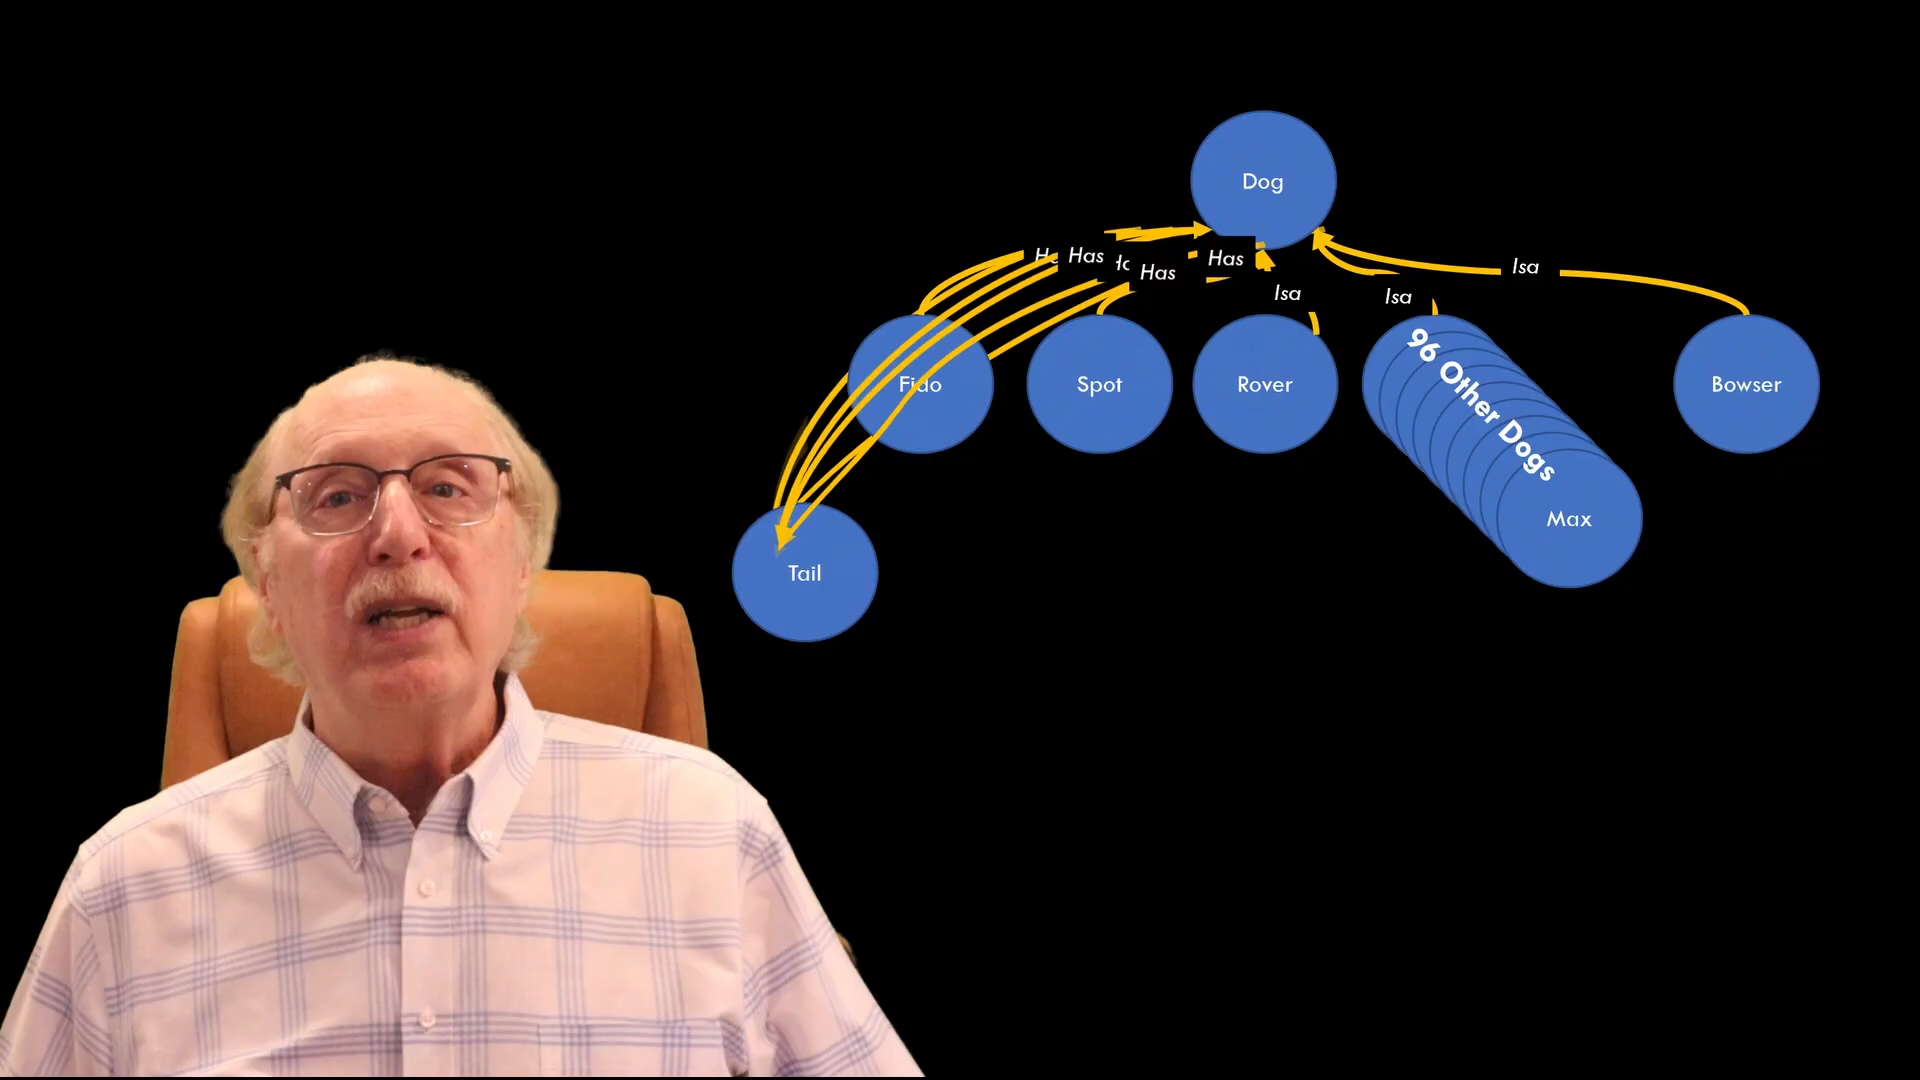 Dog
Has
Has
Has
Isa
Isa
Isa
Fido
Spot
Rover
96 Other Dogs
Bowser
Max
Tail